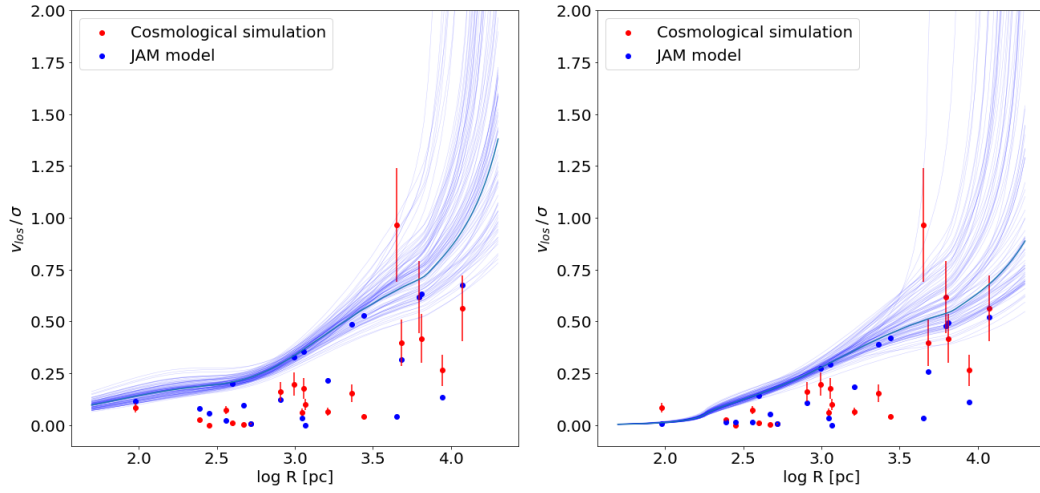 2.00
1.75
1.50
1.25
1.00
0.75
0.50
0.25
0.00
v_los / σ
Cosmological simulation
JAM model
2.0 2.5 3.0 3.5 4.0
log R [pc]
2.00
1.75
1.50
1.25
1.00
0.75
0.50
0.25
0.00
v_los / σ
Cosmological simulation
JAM model
2.0 2.5 3.0 3.5 4.0
log R [pc]